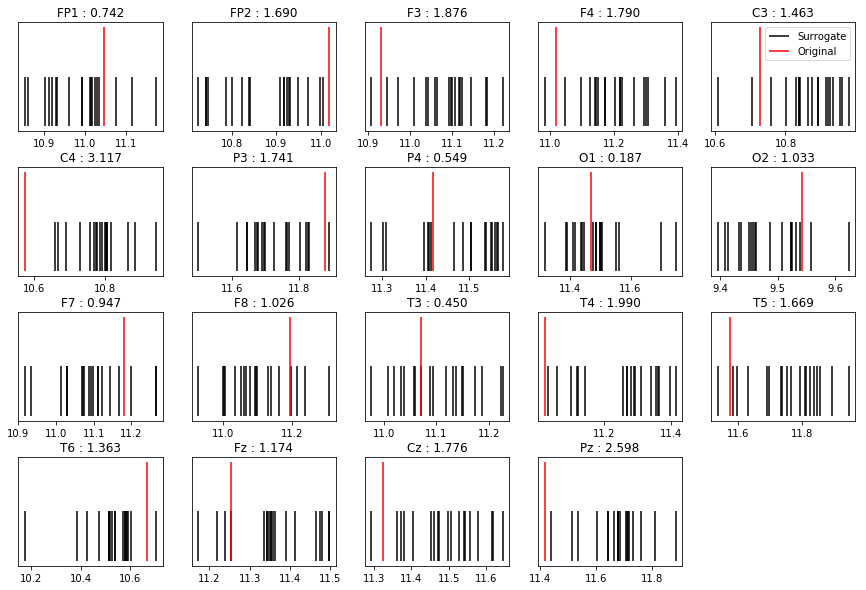 FP1 : 0.742
FP2 : 1.690
F3 : 1.876
F4 : 1.790
C3 : 1.463
Surrogate
Original
10.9 11.0 11.1
10.8 11.0
10.9 11.0 11.1 11.2
11.0 11.2 11.4
10.6 10.8
C4 : 3.117
P3 : 1.741
P4 : 0.549
O1 : 0.187
O2 : 1.033
10.6 10.8
11.6 11.8
11.3 11.4 11.5
11.4 11.6
9.4 9.5 9.6
F7 : 0.947
F8 : 1.026
T3 : 0.450
T4 : 1.990
T5 : 1.669
10.9 11.0 11.1 11.2
11.0 11.2
11.0 11.1 11.2
11.2 11.4
11.6 11.8
T6 : 1.363
Fz : 1.174
Cz : 1.776
Pz : 2.598
10.2 10.4 10.6
11.2 11.3 11.4 11.5
11.3 11.4 11.5 11.6
11.4 11.6 11.8